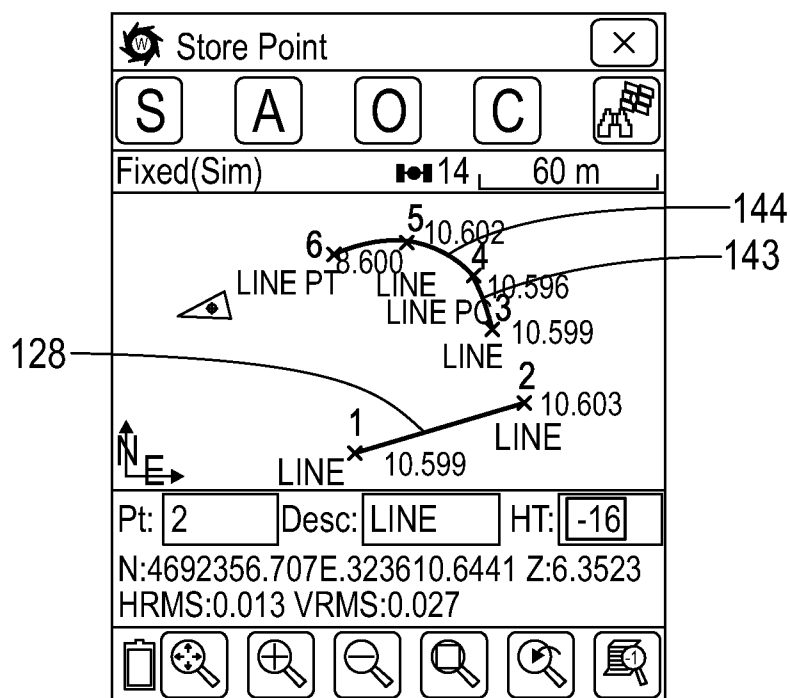 W Store Point
S A O C
Fixed(Sim) 14 60 m
144
5 10.602
6 8.600
4 10.596
143
LINE PT LINE
LINE PC 3 10.599
LINE
128
2 10.603
1
LINE
N
LINE 10.599
E
Pt: 2 Desc: LINE HT: -16
N:4692356.707E.323610.6441 Z:6.3523
HRMS:0.013 VRMS:0.027
-1